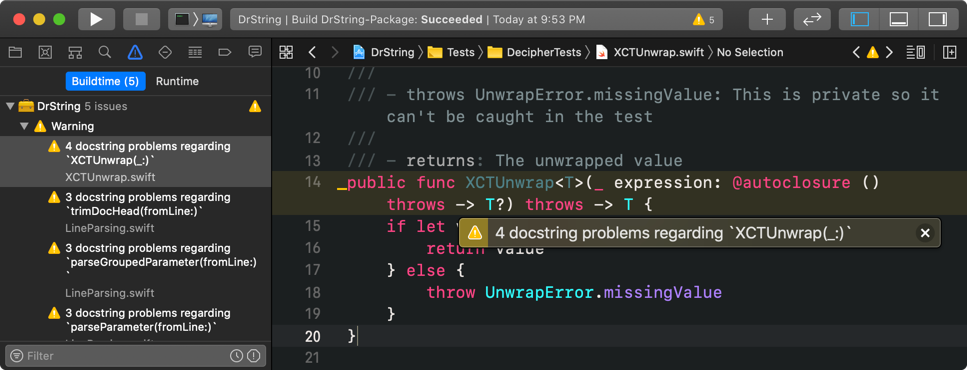 DrString | Build DrString-Package: Succeeded | Today at 9:53 PM
5
DrString
Tests
DecipherTests
XCTUnwrap.swift
No Selection
Buildtime (5)
Runtime
DrString 5 issues
Warning
4 docstring problems regarding
`XCTUnwrap(_:)`
XCTUnwrap.swift
3 docstring problems regarding
`trimDocHead(fromLine:)`
LineParsing.swift
3 docstring problems regarding
`parseGroupedParameter(fromLine:)
`
LineParsing.swift
3 docstring problems regarding
`parseParameter(fromLine:)`
Filter
10 ///
11 /// - throws UnwrapError.missingValue: This is private so it
can't be caught in the test
12 ///
13 /// - returns: The unwrapped value
14 public func XCTUnwrap<T>(_ expression: @autoclosure ()
throws -> T?) throws -> T {
4 docstring problems regarding `XCTUnwrap(_:)`
15 if let
16 return value
17 } else {
18 throw UnwrapError.missingValue
19 }
20 }
21